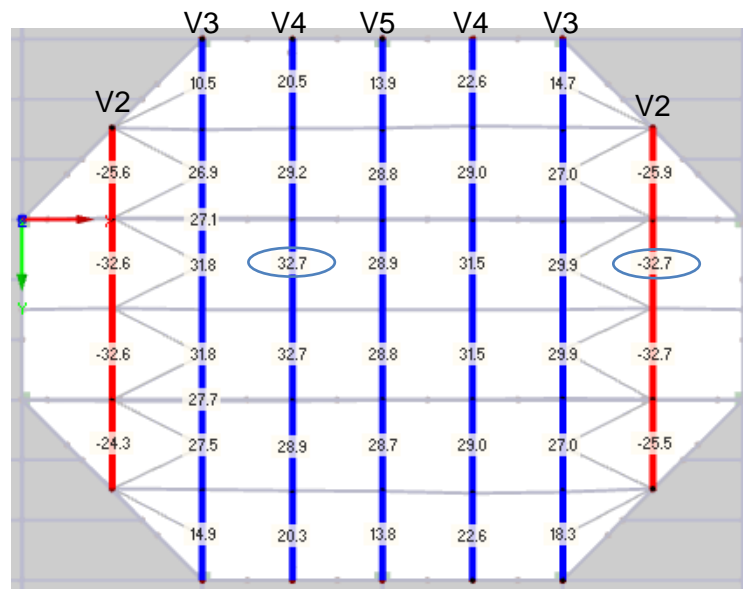 V3 V4 V5 V4 V3
10.5 20.5 13.9 22.6 14.7
V2 V2
-25.6 26.9 29.2 28.8 29.0 27.0 -25.9
27.1
-32.6 31.8 32.7 28.9 31.5 29.9 -32.7
Y
-32.6 31.8 32.7 28.8 31.5 29.9 -32.7
27.7
-24.3 27.5 28.9 28.7 29.0 27.0 -25.5
14.9 20.3 13.8 22.6 18.3